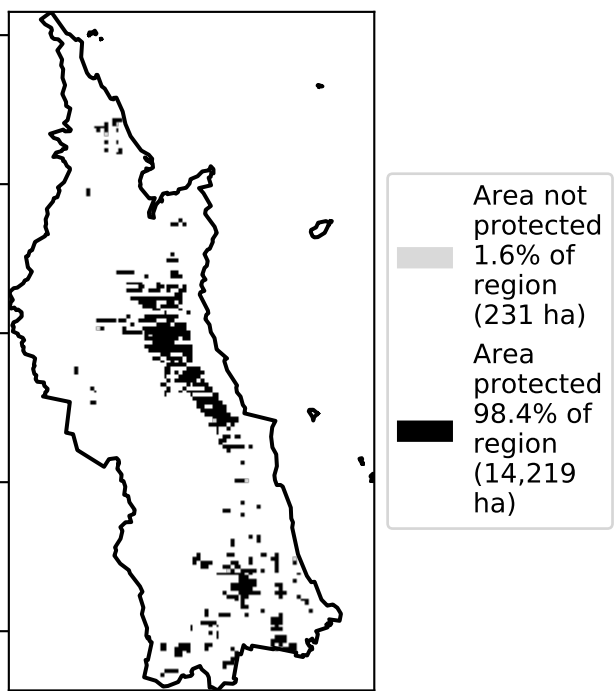 Area not
protected
1.6% of
region
(231 ha)
Area
protected
98.4% of
region
(14,219
ha)